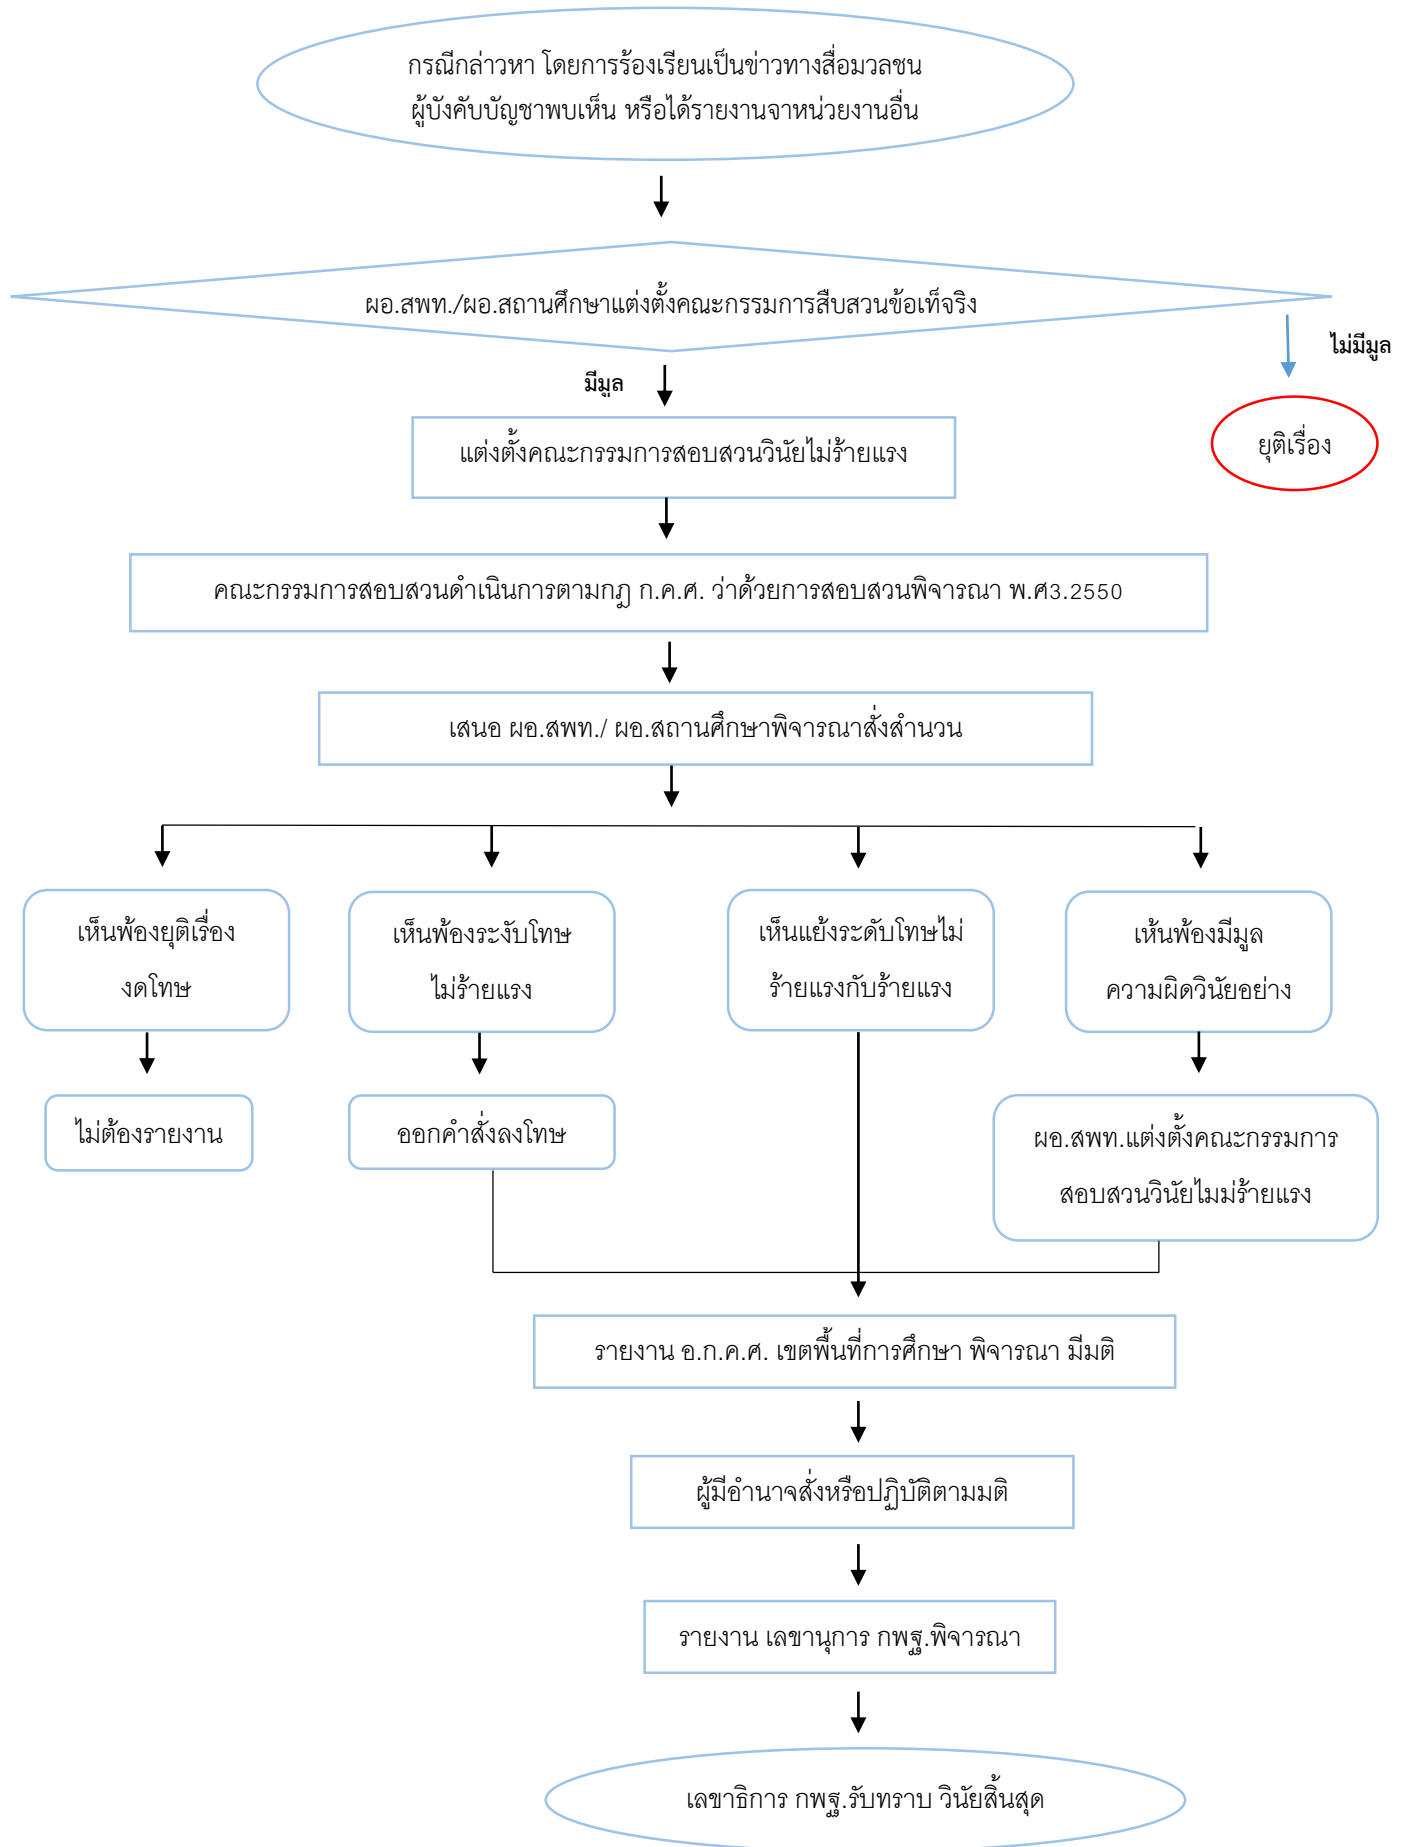 กรณีกล่าวหา โดยการร้องเรียนเป็นข่าวทางสื่อมวลชน
ผู้บังคับบัญชาพบเห็น หรือได้รายงานจาหน่วยงานอื่น
ผอ.สพท./ผอ.สถานศึกษาแต่งตั้งคณะกรรมการสืบสวนข้อเท็จริง
ไม่มีมูล
มีมูล
ยุติเรื่อง
แต่งตั้งคณะกรรมการสอบสวนวินัยไม่ร้ายแรง
คณะกรรมการสอบสวนดำเนินการตามกฎ ก.ค.ศ. ว่าด้วยการสอบสวนพิจารณา พ.ศ3.2550
เสนอ ผอ.สพท./ ผอ.สถานศึกษาพิจารณาสั่งสำนวน
เห็นพ้องยุติเรื่อง
งดโทษ
เห็นพ้องระงับโทษ
ไม่ร้ายแรง
เห็นแย้งระดับโทษไม่
ร้ายแรงกับร้ายแรง
เห็นพ้องมีมูล
ความผิดวินัยอย่าง
ไม่ต้องรายงาน
ออกคำสั่งลงโทษ
ผอ.สพท.แต่งตั้งคณะกรรมการ
สอบสวนวินัยไมม่ร้ายแรง
รายงาน อ.ก.ค.ศ. เขตพื้นที่การศึกษา พิจารณา มีมติ
ผู้มีอำนาจสั่งหรือปฏิบัติตามมติ
รายงาน เลขานุการ กพฐ.พิจารณา
เลขาธิการ กพฐ.รับทราบ วินัยสิ้นสุด